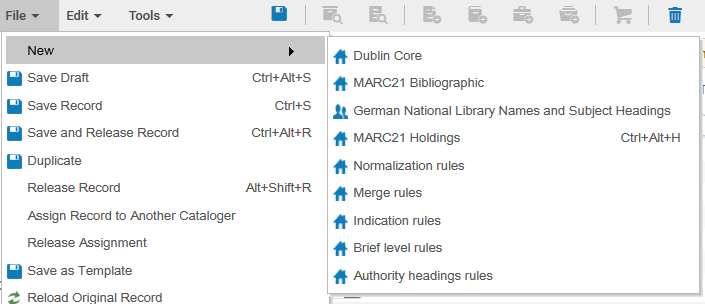 File Edit Tools
New
Save Draft Ctrl+Alt+S
Save Record Ctrl+S
Save and Release Record Ctrl+Alt+R
Duplicate
Release Record Alt+Shift+R
Assign Record to Another Cataloger
Release Assignment
Save as Template
Reload Original Record
Dublin Core
MARC21 Bibliographic
German National Library Names and Subject Headings
MARC21 Holdings Ctrl+Alt+H
Normalization rules
Merge rules
Indication rules
Brief level rules
Authority headings rules